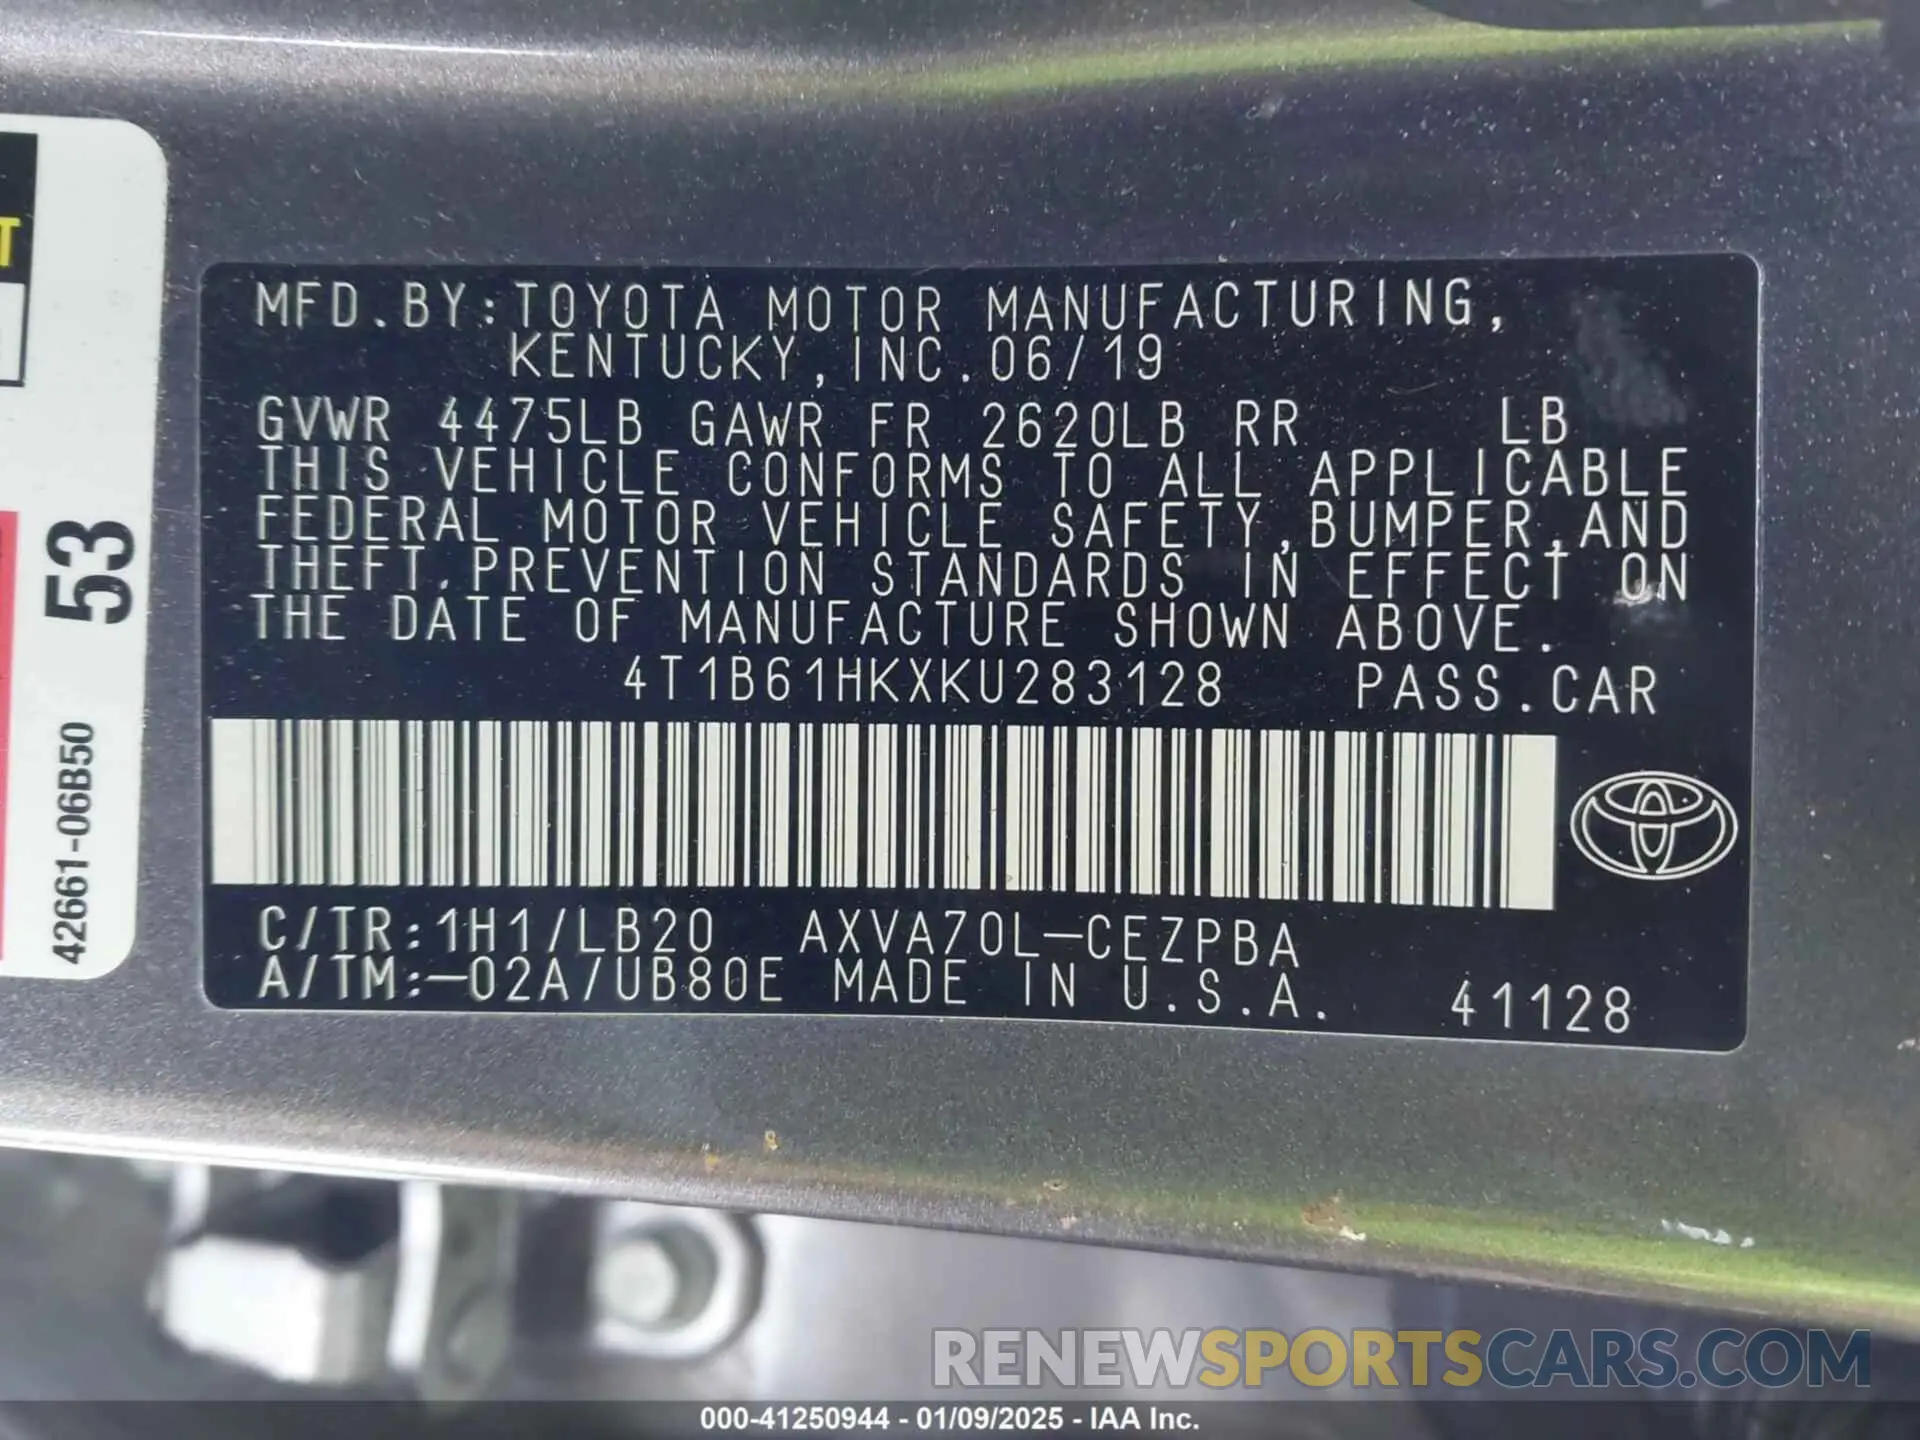 MFD.BY:TOYOTA MOTOR MANUFACTURING,
KENTUCKY, INC. 06/19
GVWR 4475LB GAWR FR 2620LB RR LB
THIS VEHICLE CONFORMS TO ALL APPLICABLE
FEDERAL MOTOR VEHICLE SAFETY, BUMPER, AND
THEFT PREVENTION STANDARDS IN EFFECT ON
THE DATE OF MANUFACTURE SHOWN ABOVE.
4T1B61HKXKU283128 PASS.CAR
C/TR:1H1/LB20 AXVA70L-CEZPBA
A/TM:-02A/UB80E MADE IN U.S.A. 41128
T
53
42661-06B50
RENEWSPORTSCARS.COM
000-41250944 - 01/09/2025 - IAA Inc.